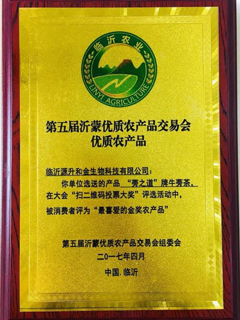 临沂农业
LINYI AGRICULTURE
第五届沂蒙优质农产品交易会
优质农产品
临沂源升和金生物科技有限公司：
你单位选送的产品 “蒡之道”牌牛蒡茶，
在大会“扫二维码投票大奖”评选活动中，
被消费者评为“最喜爱的金奖农产品”
第五届沂蒙优质农产品交易会组委会
二〇一七年四月
中国.临沂